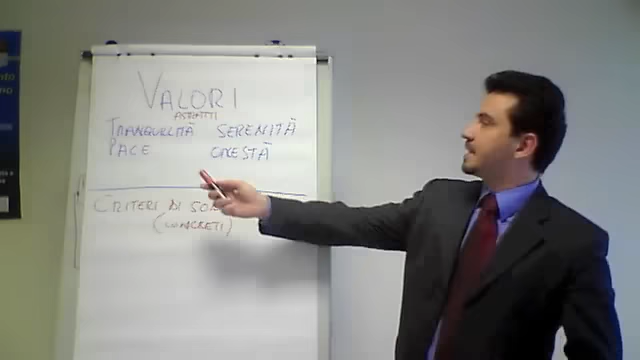 VALORI
ASTRATTI
TRANQUILLITÀ SERENITÀ
PACE ONESTÀ
CRITERI DI
(CONCRETI)